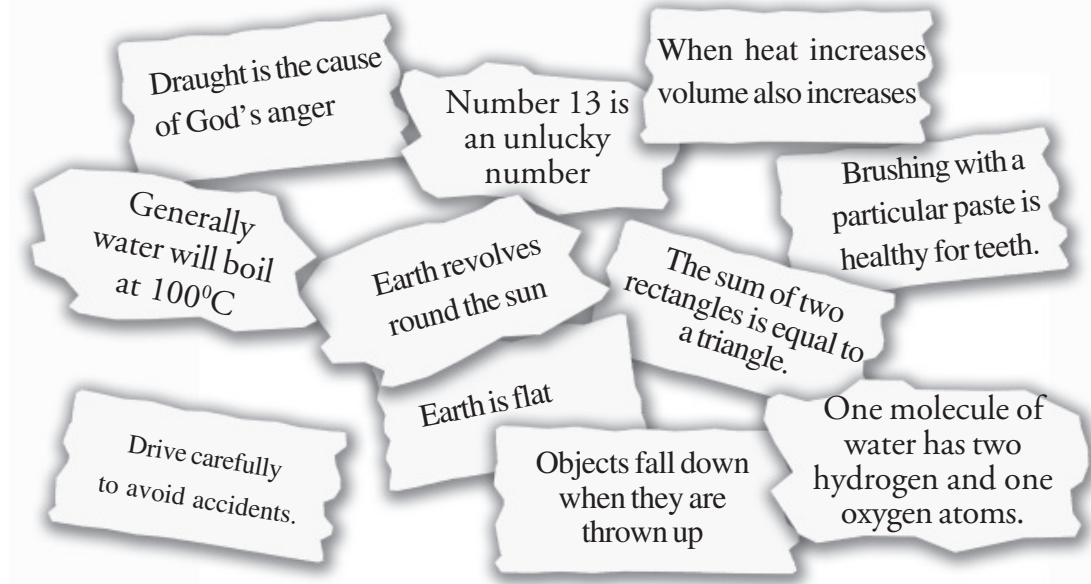 Draught is the cause
of God's anger
Number 13 is
an unlucky
number
When heat increases
volume also increases
Brushing with a
particular paste is
healthy for teeth.
Generally
water will boil
at 100⁰C
Earth revolves
round the sun
The sum of two
rectangles is equal to
a triangle.
Earth is flat
Drive carefully
to avoid accidents.
Objects fall down
when they are
thrown up
One molecule of
water has two
hydrogen and one
oxygen atoms.